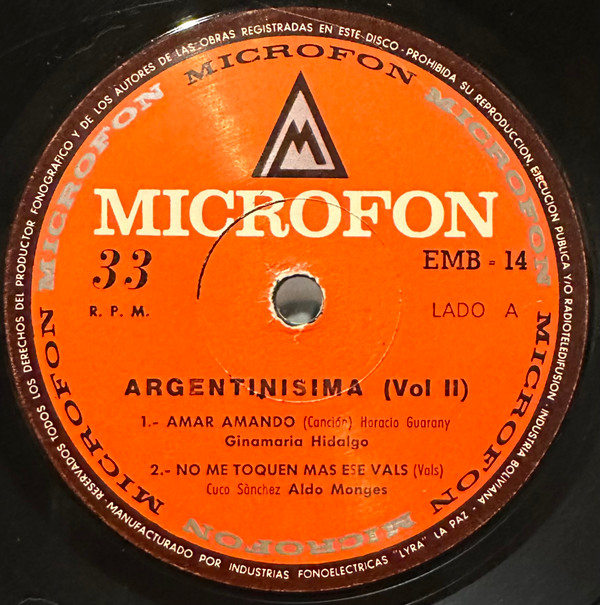 RESERVADOS TODOS LOS DERECHOS DEL PRODUCTOR FONOGRAFICO Y DE LOS AUTORES DE LAS OBRAS REGISTRADAS EN ESTE DISCO · PROHIBIDA SU REPRODUCCION, EJECUCION PUBLICA Y/O RADIOTELEDIFUSION · INDUSTRIA BOLIVIANA ·
MICROFON
MICROFON
MICROFON
MICROFON
MICROFON
MICROFON
M
MICROFON
33
R. P. M.
EMB - 14
LADO A
ARGENTINISIMA (Vol II)
1.- AMAR AMANDO (Canción) Horacio Guarany
Ginamaria Hidalgo
2.- NO ME TOQUEN MAS ESE VALS (Vals)
Cuco Sànchez Aldo Monges
MANUFACTURADO POR INDUSTRIAS FONOELECTRICAS "LYRA" LA PAZ -